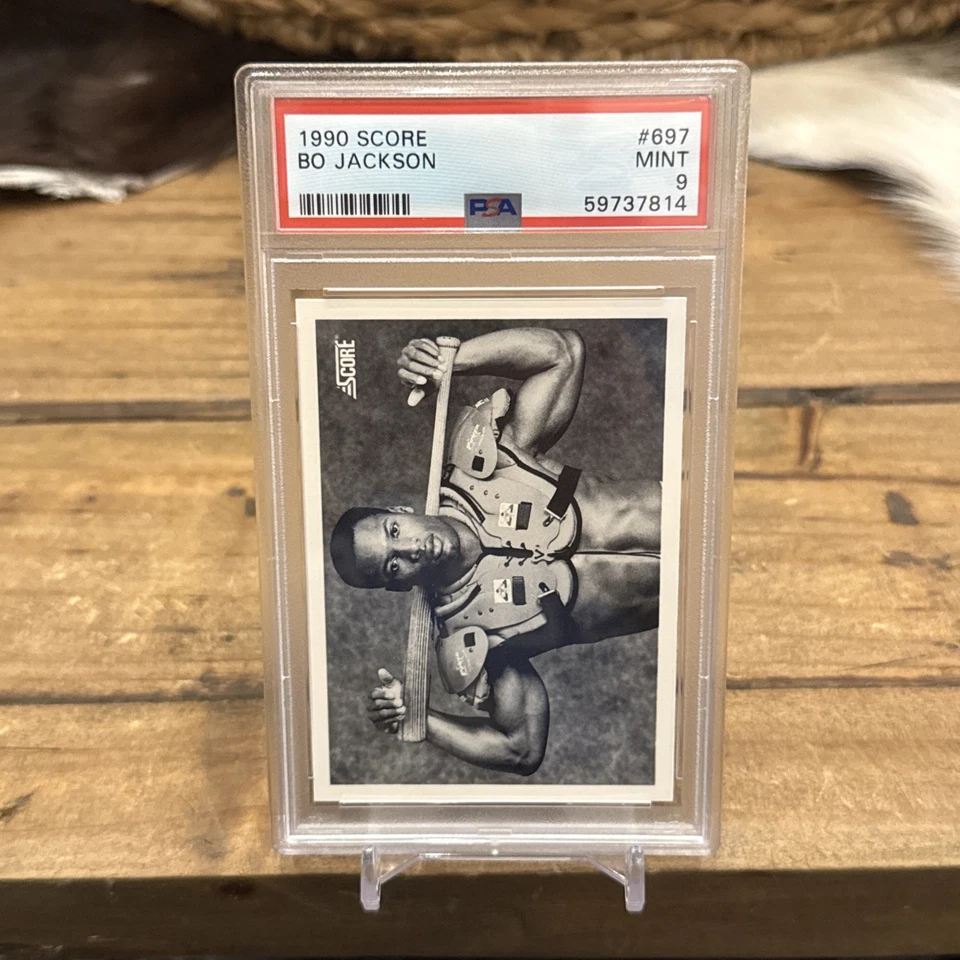 1990 SCORE #697
BO JACKSON MINT
9
PSA 59737814
SCORE